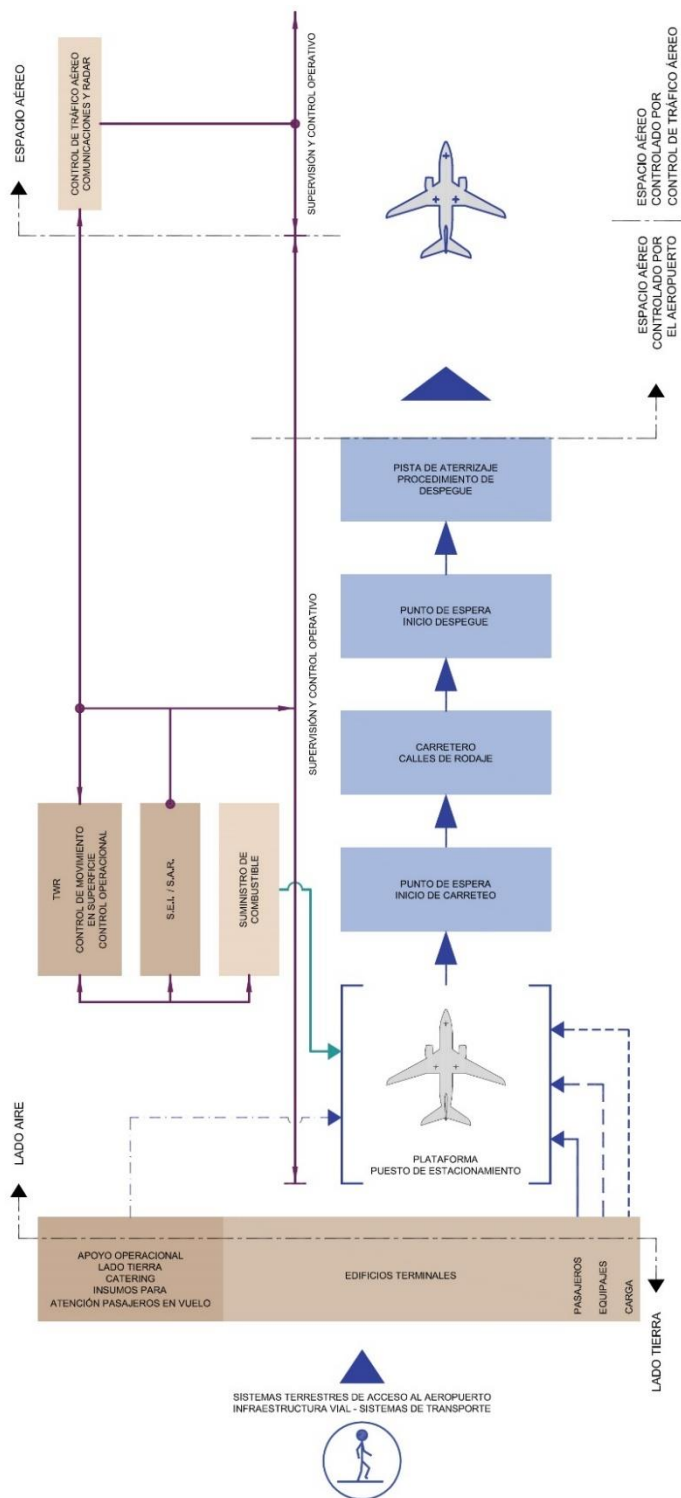 ESPACIO AÉREO
CONTROL DE TRÁFICO AÉREO
COMUNICACIONES Y RADAR
SUPERVISIÓN Y CONTROL OPERATIVO
ESPACIO AÉREO
CONTROLADO POR
CONTROL DE TRÁFICO ÁEREO
ESPACIO AÉREO
CONTROLADO POR
EL AEROPUERTO
PISTA DE ATERRIZAJE
PROCEDIMIENTO DE
DESPEGUE
PUNTO DE ESPERA
INICIO DESPEGUE
SUPERVISIÓN Y CONTROL OPERATIVO
CARRETERO
CALLES DE RODAJE
TWR
CONTROL DE MOVIMIENTO
EN SUPERFICIE
CONTROL OPERACIONAL
S.E.I. / S.A.R.
SUMINISTRO DE
COMBUSTIBLE
PUNTO DE ESPERA
INICIO DE CARRETEO
LADO AIRE
PLATAFORMA
PUESTO DE ESTACIONAMIENTO
APOYO OPERACIONAL
LADO TIERRA
CATERING
INSUMOS PARA
ATENCIÓN PASAJEROS EN VUELO
EDIFICIOS TERMINALES
PASAJEROS
EQUIPAJES
CARGA
LADO TIERRA
SISTEMAS TERRESTRES DE ACCESO AL AEROPUERTO
INFRAESTRUCTURA VIAL - SISTEMAS DE TRANSPORTE